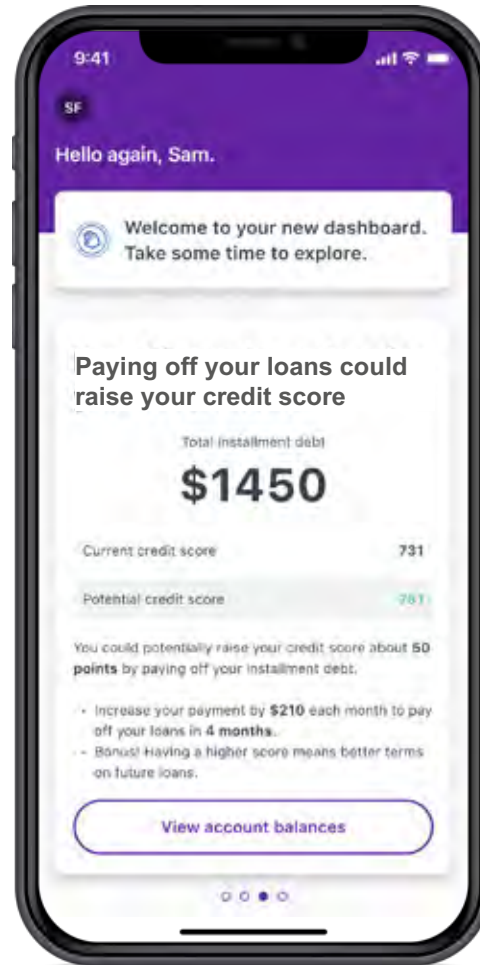 9:41
SF
Hello again, Sam.
Welcome to your new dashboard.
Take some time to explore.
Paying off your loans could
raise your credit score
Total installment debt
$1450
Current credit score 731
Potential credit score 781
You could potentially raise your credit score about 50
points by paying off your installment debt.
- Increase your payment by $210 each month to pay
off your loans in 4 months.
- Bonus! Having a higher score means better terms
on future loans.
View account balances